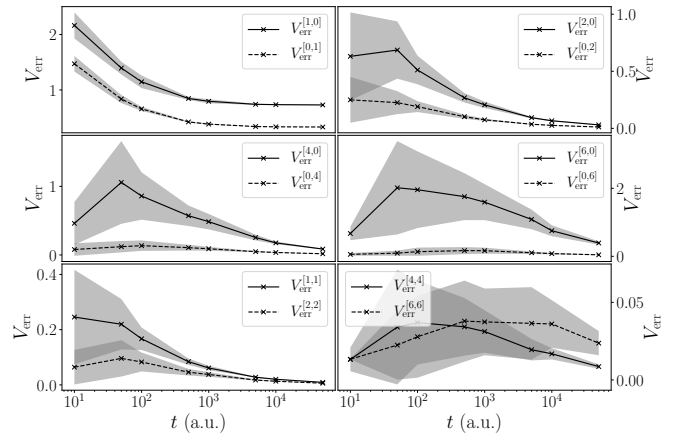 V_err^[1,0]
V_err^[0,1]
V_err
2
1
V_err^[2,0]
V_err^[0,2]
V_err
1.0
0.5
0.0
V_err^[4,0]
V_err^[0,4]
V_err
1
0
V_err^[6,0]
V_err^[0,6]
V_err
2
0
V_err^[1,1]
V_err^[2,2]
V_err
0.4
0.2
0.0
V_err^[4,4]
V_err^[6,6]
V_err
0.05
0.00
10^1 10^2 10^3 10^4
10^1 10^2 10^3 10^4
t (a.u.)
t (a.u.)